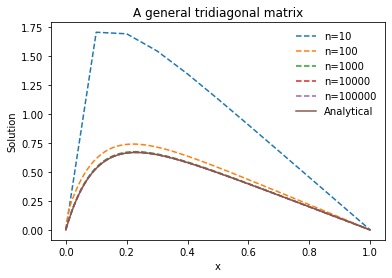 A general tridiagonal matrix
1.75
1.50
1.25
1.00
0.75
0.50
0.25
0.00
Solution
n=10
n=100
n=1000
n=10000
n=100000
Analytical
0.0 0.2 0.4 0.6 0.8 1.0
x